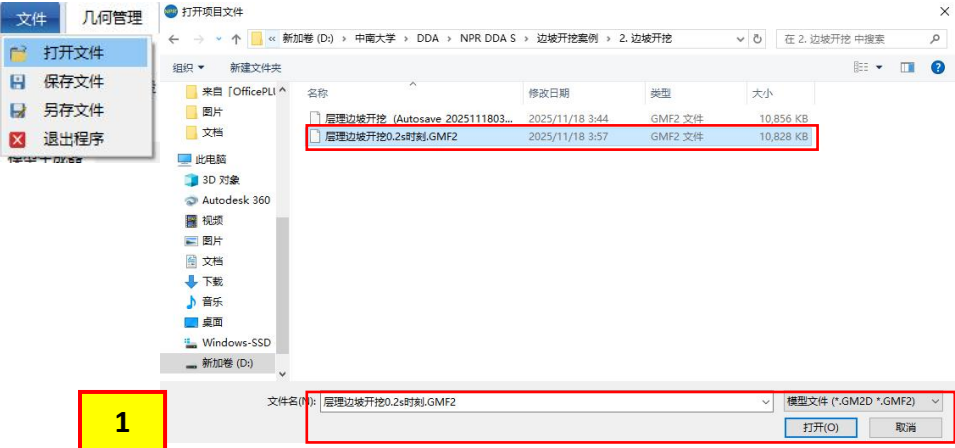 文件 几何管理
打开文件
保存文件
另存文件
退出程序
NPR 打开项目文件
« 新加卷 (D:) › 中南大学 › DDA › NPR DDA S › 边坡开挖案例 › 2. 边坡开挖
在 2. 边坡开挖 中搜索
组织 新建文件夹
名称 修改日期 类型 大小
层理边坡开挖 (Autosave_2025111803... 2025/11/18 3:44 GMF2 文件 10,856 KB
层理边坡开挖0.2s时刻.GMF2 2025/11/18 3:57 GMF2 文件 10,828 KB
来自「OfficePLU
图片
文档
此电脑
3D 对象
Autodesk 360
视频
图片
文档
下载
音乐
桌面
Windows-SSD
新加卷 (D:)
文件名(N): 层理边坡开挖0.2s时刻.GMF2 模型文件 (*.GM2D *.GMF2)
打开(O) 取消
1